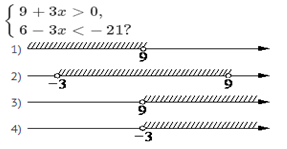 { 9 + 3x > 0,
6 − 3x < − 21?
1) 9
2) −3 9
3) 9
4) −3